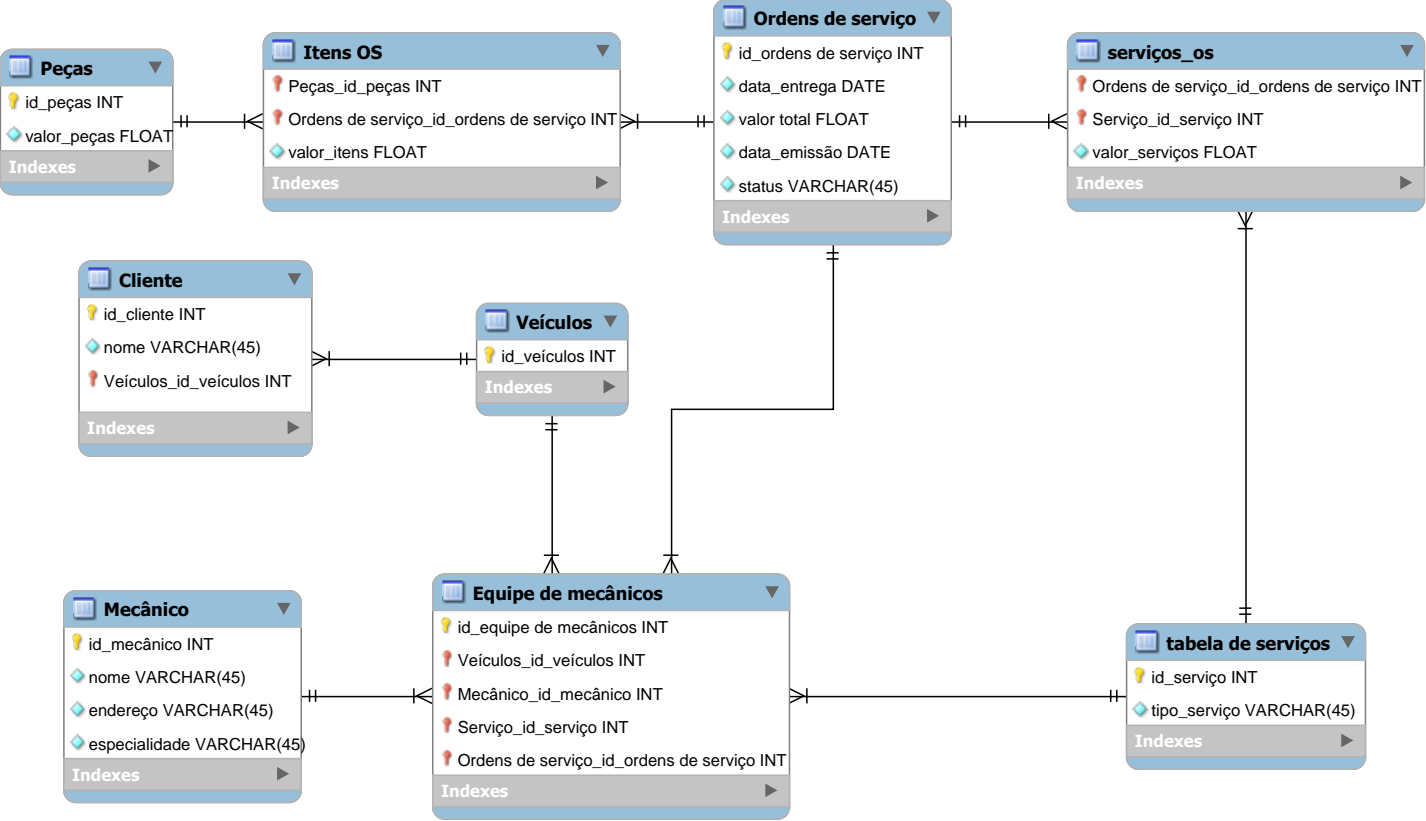 Peças
id_peças INT
valor_peças FLOAT
Indexes
Itens OS
Peças_id_peças INT
Ordens de serviço_id_ordens de serviço INT
valor_itens FLOAT
Indexes
Ordens de serviço
id_ordens de serviço INT
data_entrega DATE
valor total FLOAT
data_emissão DATE
status VARCHAR(45)
Indexes
serviços_os
Ordens de serviço_id_ordens de serviço INT
Serviço_id_serviço INT
valor_serviços FLOAT
Indexes
Cliente
id_cliente INT
nome VARCHAR(45)
Veículos_id_veículos INT
Indexes
Veículos
id_veículos INT
Indexes
Mecânico
id_mecânico INT
nome VARCHAR(45)
endereço VARCHAR(45)
especialidade VARCHAR(45)
Indexes
Equipe de mecânicos
id_equipe de mecânicos INT
Veículos_id_veículos INT
Mecânico_id_mecânico INT
Serviço_id_serviço INT
Ordens de serviço_id_ordens de serviço INT
Indexes
tabela de serviços
id_serviço INT
tipo_serviço VARCHAR(45)
Indexes